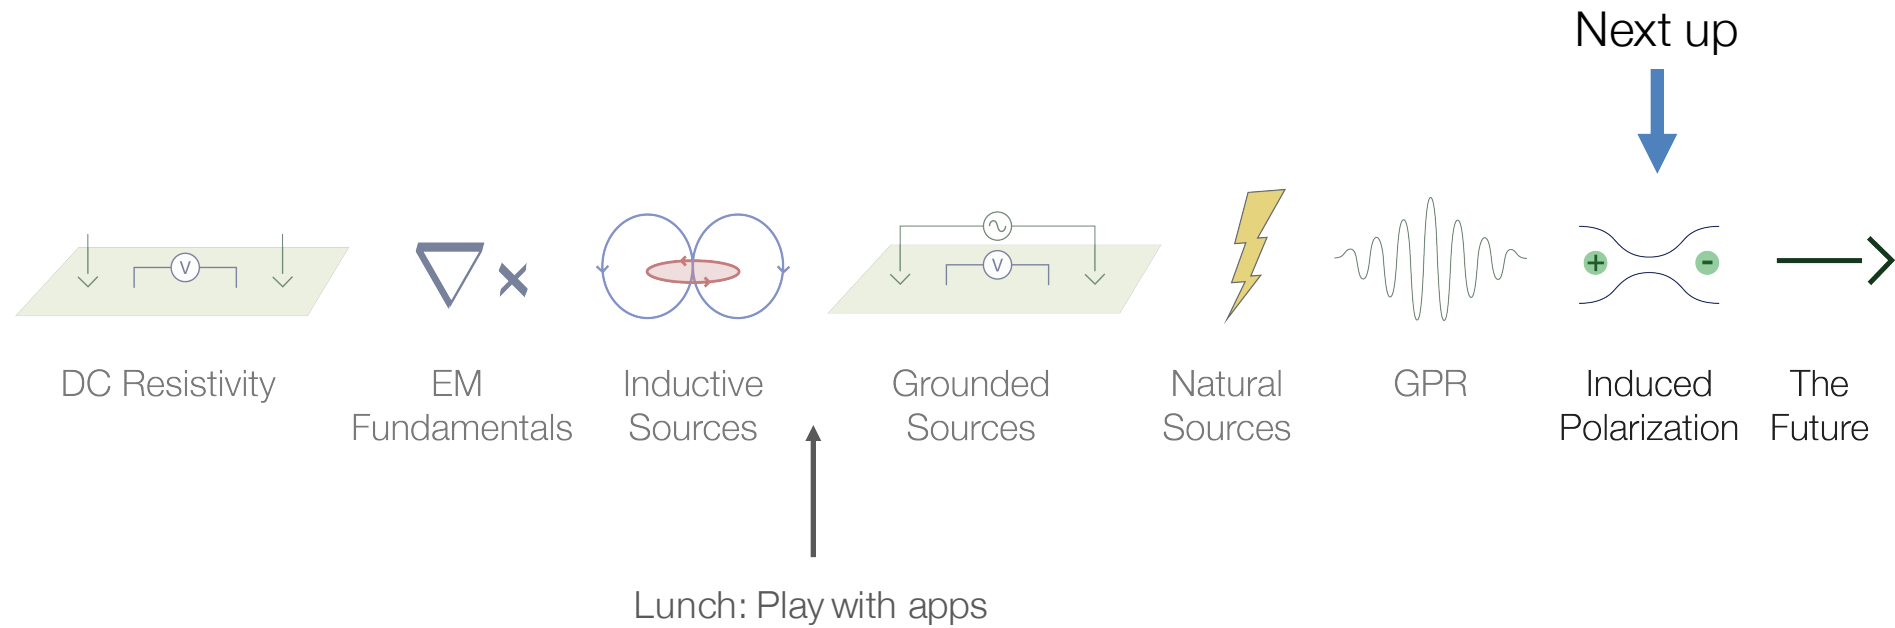 Next up
V
V
+
-
DC Resistivity
EM
Fundamentals
Inductive
Sources
Grounded
Sources
Natural
Sources
GPR
Induced
Polarization
The
Future
Lunch: Play with apps